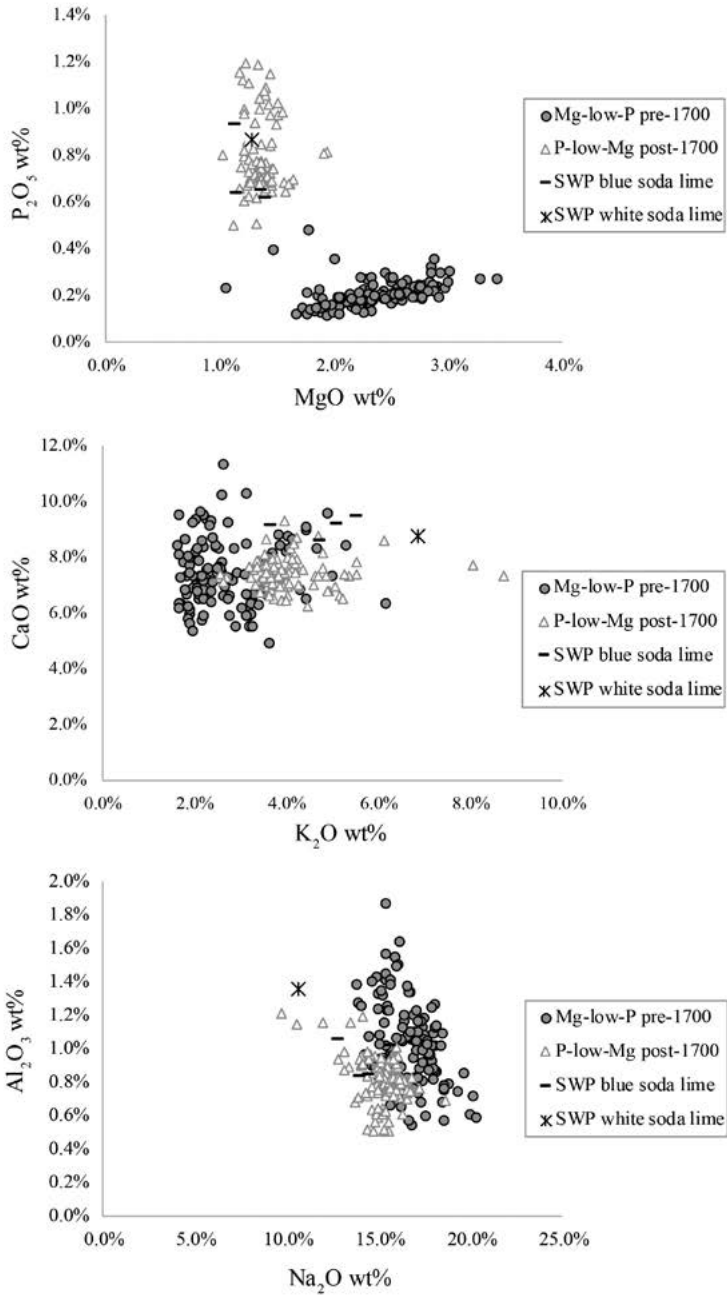 1.4%
1.2%
1.0%
0.8%
0.6%
0.4%
0.2%
0.0%
P₂O₅ wt%
0.0% 1.0% 2.0% 3.0% 4.0%
MgO wt%
Mg-low-P pre-1700
P-low-Mg post-1700
SWP blue soda lime
SWP white soda lime
12.0%
10.0%
8.0%
6.0%
4.0%
2.0%
0.0%
CaO wt%
0.0% 2.0% 4.0% 6.0% 8.0% 10.0%
K₂O wt%
Mg-low-P pre-1700
P-low-Mg post-1700
SWP blue soda lime
SWP white soda lime
2.0%
1.8%
1.6%
1.4%
1.2%
1.0%
0.8%
0.6%
0.4%
0.2%
0.0%
Al₂O₃ wt%
0.0% 5.0% 10.0% 15.0% 20.0% 25.0%
Na₂O wt%
Mg-low-P pre-1700
P-low-Mg post-1700
SWP blue soda lime
SWP white soda lime